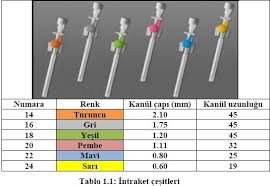 Numara Renk Kanül çapı (mm) Kanül uzunluğu
14 Turuncu 2.10 45
16 Gri 1.75 45
18 Yeşil 1.20 45
20 Pembe 1.11 32
22 Mavi 0.80 25
24 Sarı 0.60 19
Tablo 1.1: İntraket çeşitleri